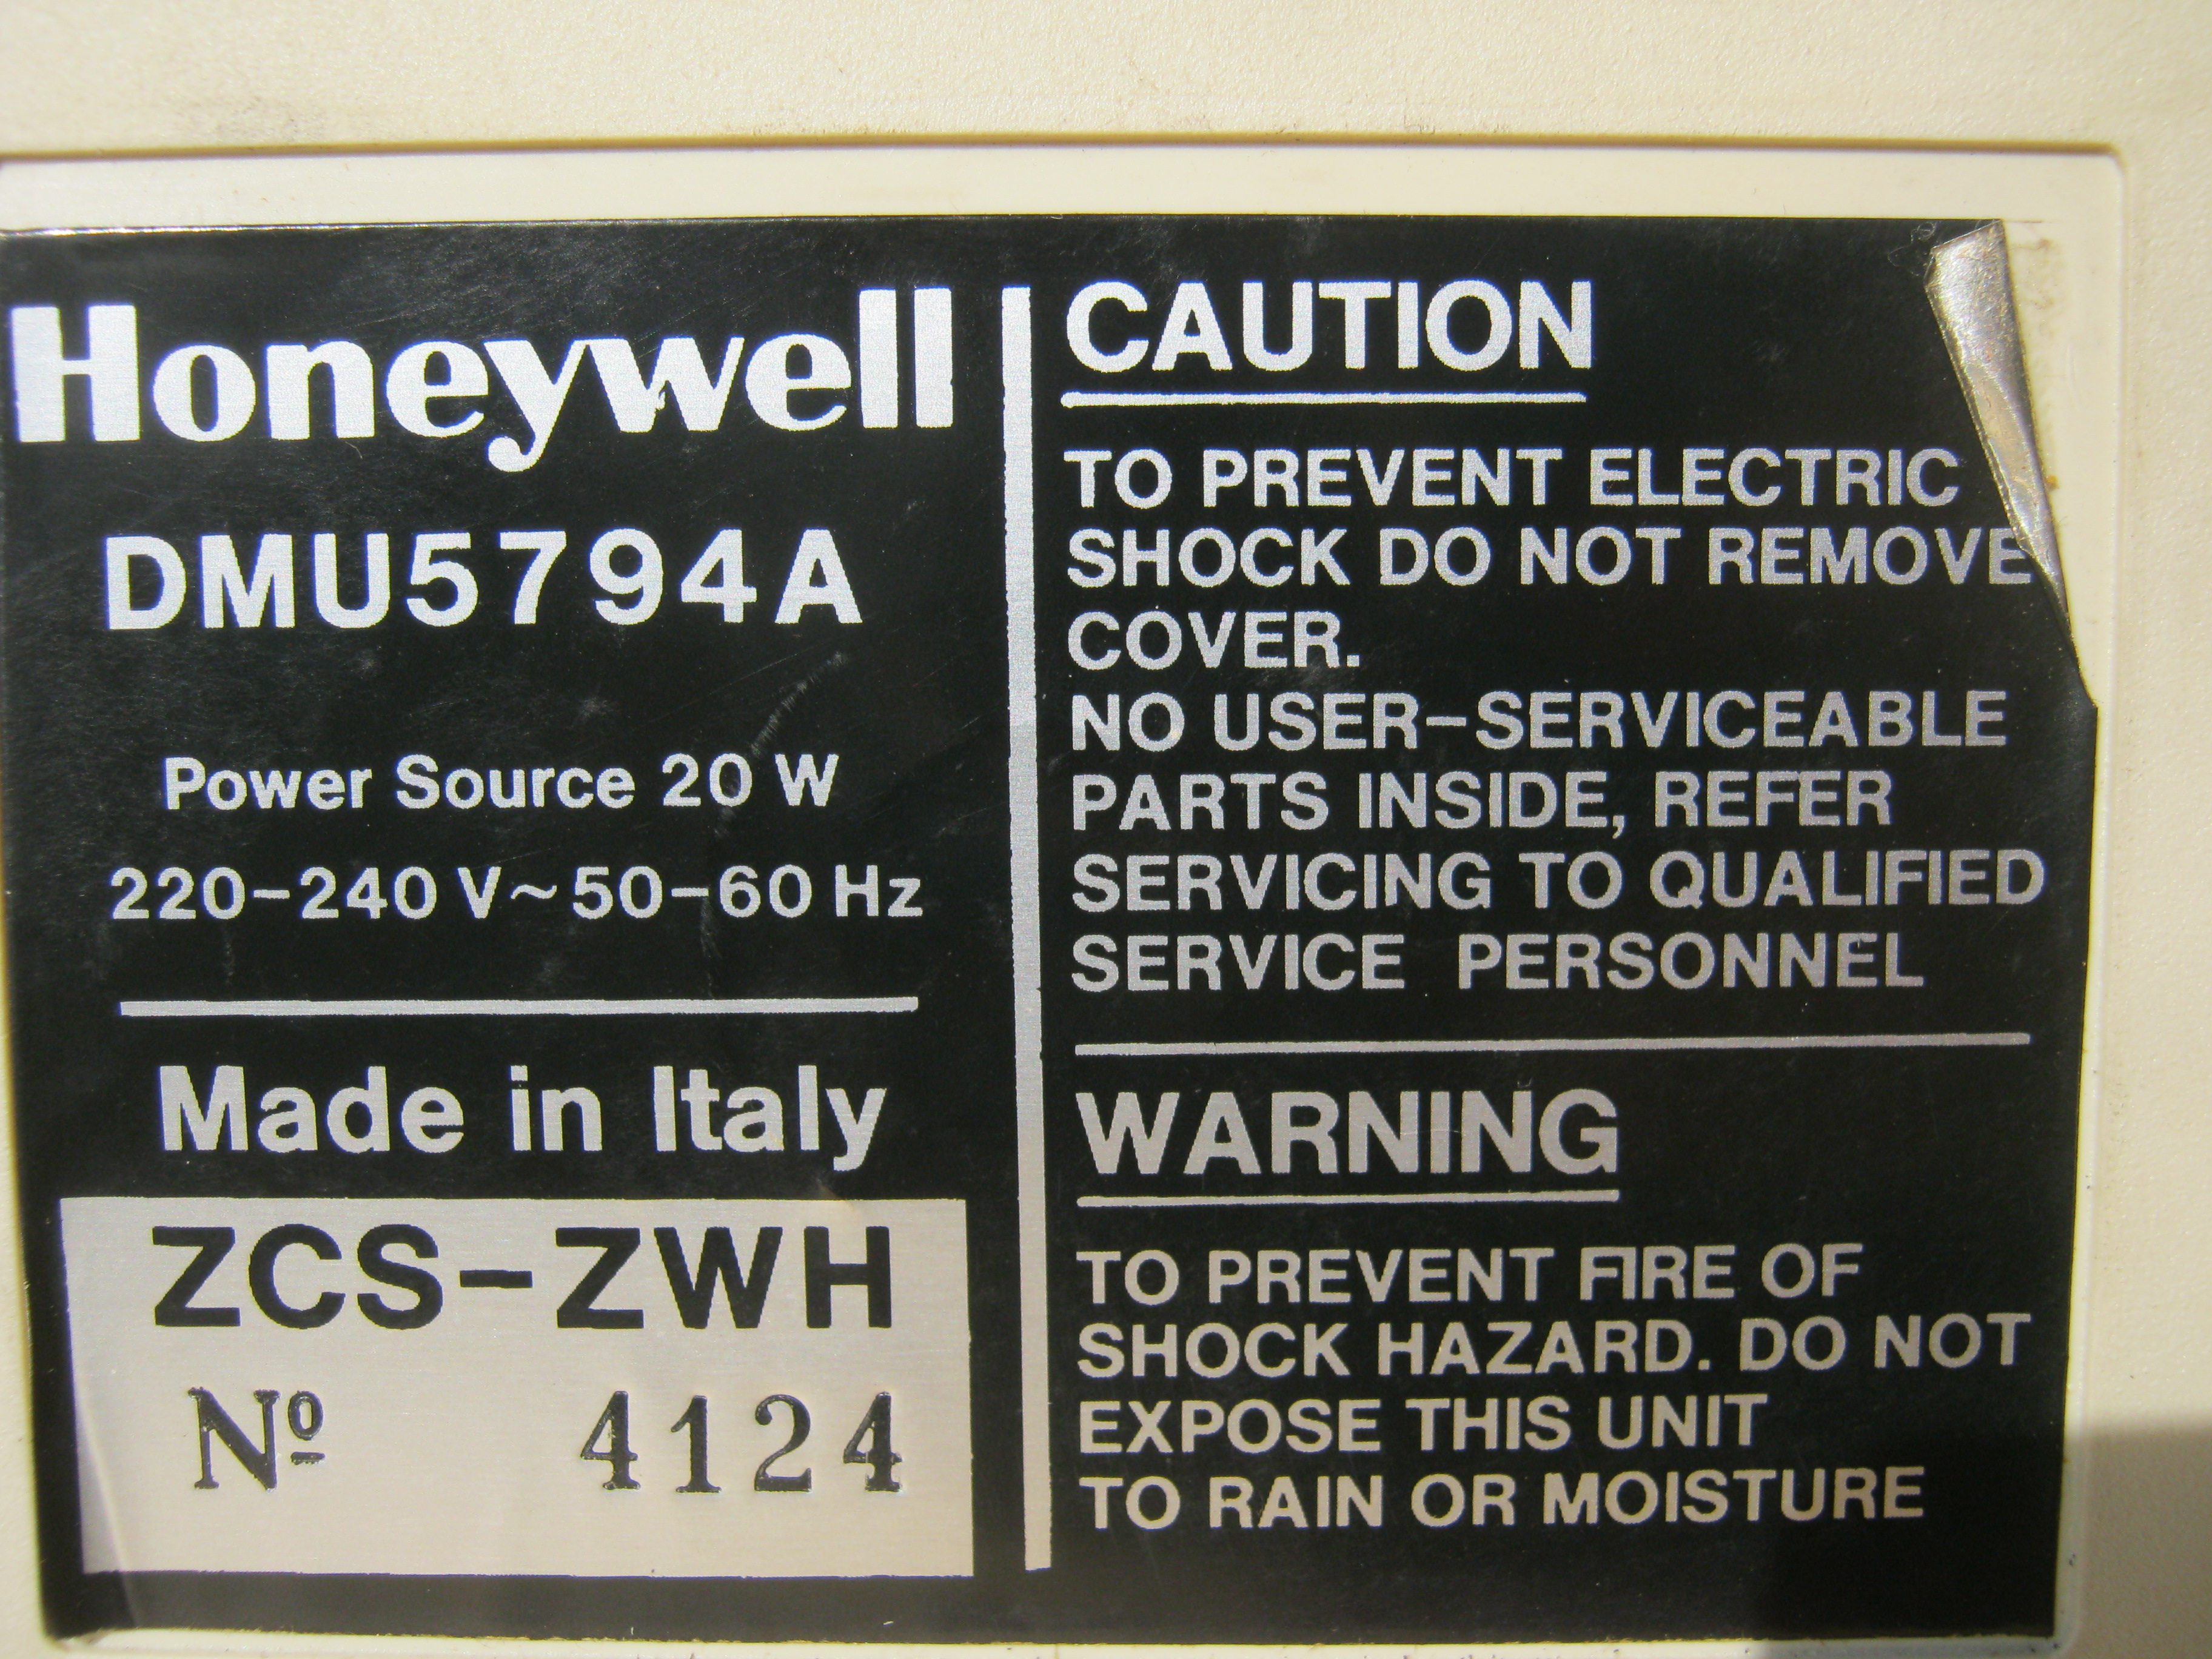 Honeywell
DMU5794A
Power Source 20 W
220-240 V~50-60 Hz
Made in Italy
ZCS-ZWH
Nº 4124
CAUTION
TO PREVENT ELECTRIC
SHOCK DO NOT REMOVE
COVER.
NO USER-SERVICEABLE
PARTS INSIDE, REFER
SERVICING TO QUALIFIED
SERVICE PERSONNEL
WARNING
TO PREVENT FIRE OF
SHOCK HAZARD. DO NOT
EXPOSE THIS UNIT
TO RAIN OR MOISTURE